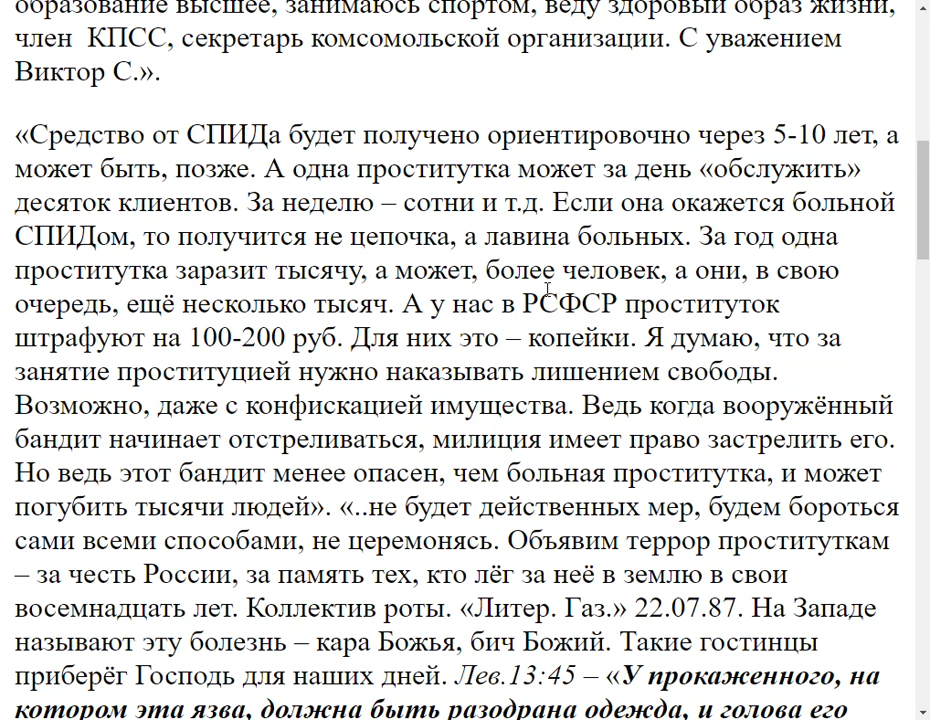 образование высшее, занимаюсь спортом, веду здоровый образ жизни,
член КПСС, секретарь комсомольской организации. С уважением
Виктор С.».
«Средство от СПИДа будет получено ориентировочно через 5-10 лет, а
может быть, позже. А одна проститутка может за день «обслужить»
десяток клиентов. За неделю – сотни и т.д. Если она окажется больной
СПИДом, то получится не цепочка, а лавина больных. За год одна
проститутка заразит тысячу, а может, более человек, а они, в свою
очередь, ещё несколько тысяч. А у нас в РСФСР проституток
штрафуют на 100-200 руб. Для них это – копейки. Я думаю, что за
занятие проституцией нужно наказывать лишением свободы.
Возможно, даже с конфискацией имущества. Ведь когда вооружённый
бандит начинает отстреливаться, милиция имеет право застрелить его.
Но ведь этот бандит менее опасен, чем больная проститутка, и может
погубить тысячи людей». «..не будет действенных мер, будем бороться
сами всеми способами, не церемонясь. Объявим террор проституткам
– за честь России, за память тех, кто лёг за неё в землю в свои
восемнадцать лет. Коллектив роты. «Литер. Газ.» 22.07.87. На Западе
называют эту болезнь – кара Божья, бич Божий. Такие гостинцы
приберёг Господь для наших дней. Лев.13:45 – «У прокаженного, на
котором эта язва, должна быть разодрана одежда, и голова его